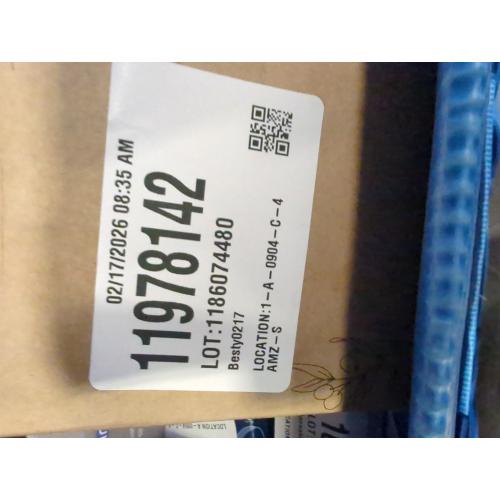 02/17/2026 08:35 AM
11978142
LOT:1186074480
Besty0217
LOCATION:1-A-0904-C-4
AMZ-S